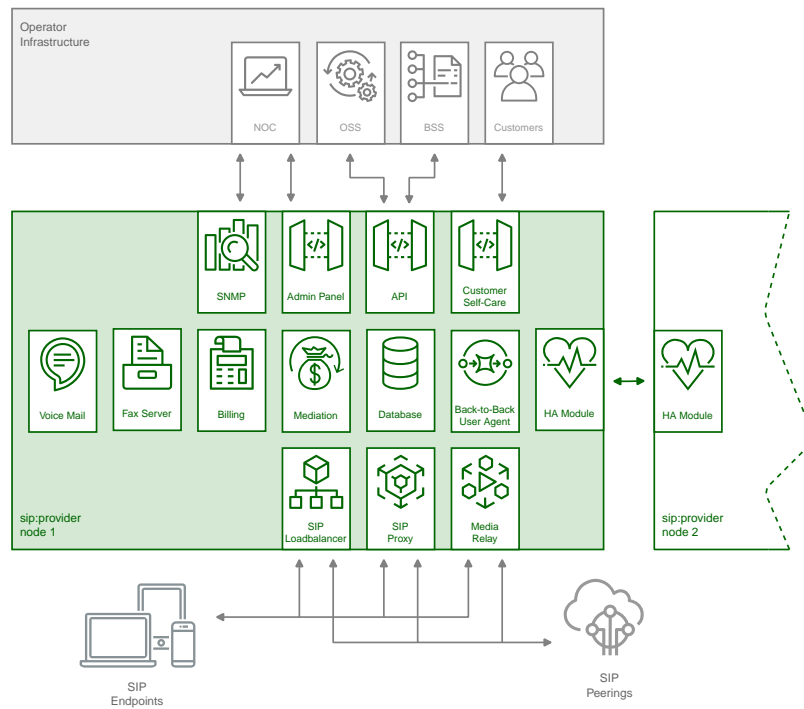 Operator
Infrastructure
NOC
OSS
BSS
Customers
</>
</>
</>
SNMP
Admin Panel
API
Customer
Self-Care
$
Voice Mail
Fax Server
Billing
Mediation
Database
Back-to-Back
User Agent
HA Module
HA Module
sip:provider
node 1
SIP
Loadbalancer
SIP
Proxy
Media
Relay
sip:provider
node 2
SIP
Endpoints
SIP
Peerings